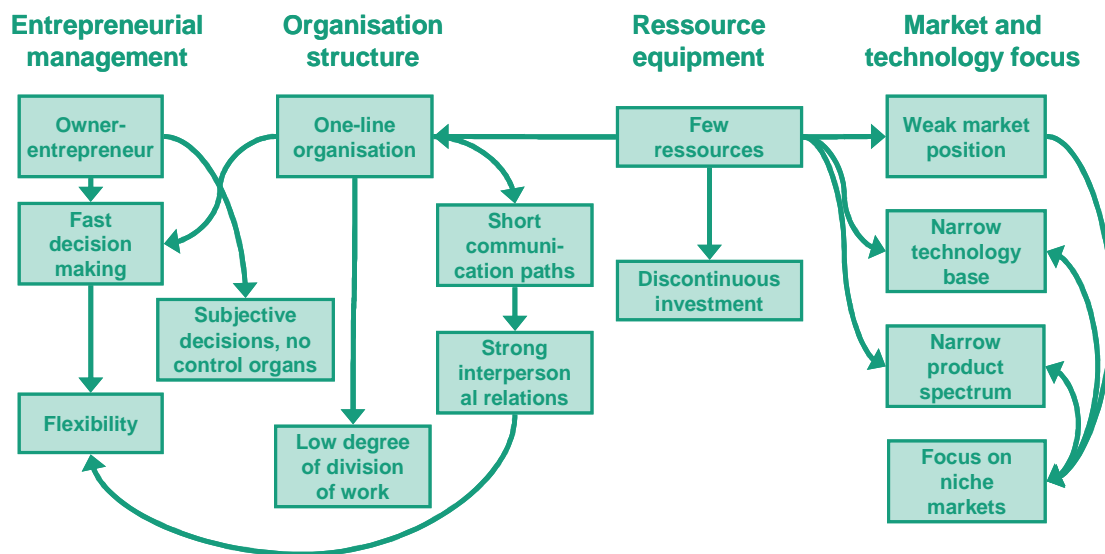 Entrepreneurial
management
Organisation
structure
Ressource
equipment
Market and
technology focus
Owner-
entrepreneur
Fast
decision
making
Subjective
decisions, no
control organs
Flexibility
One-line
organisation
Short
communi-
cation paths
Strong
interperson
al relations
Low degree
of division
of work
Few
ressources
Discontinuous
investment
Weak market
position
Narrow
technology
base
Narrow
product
spectrum
Focus on
niche
markets